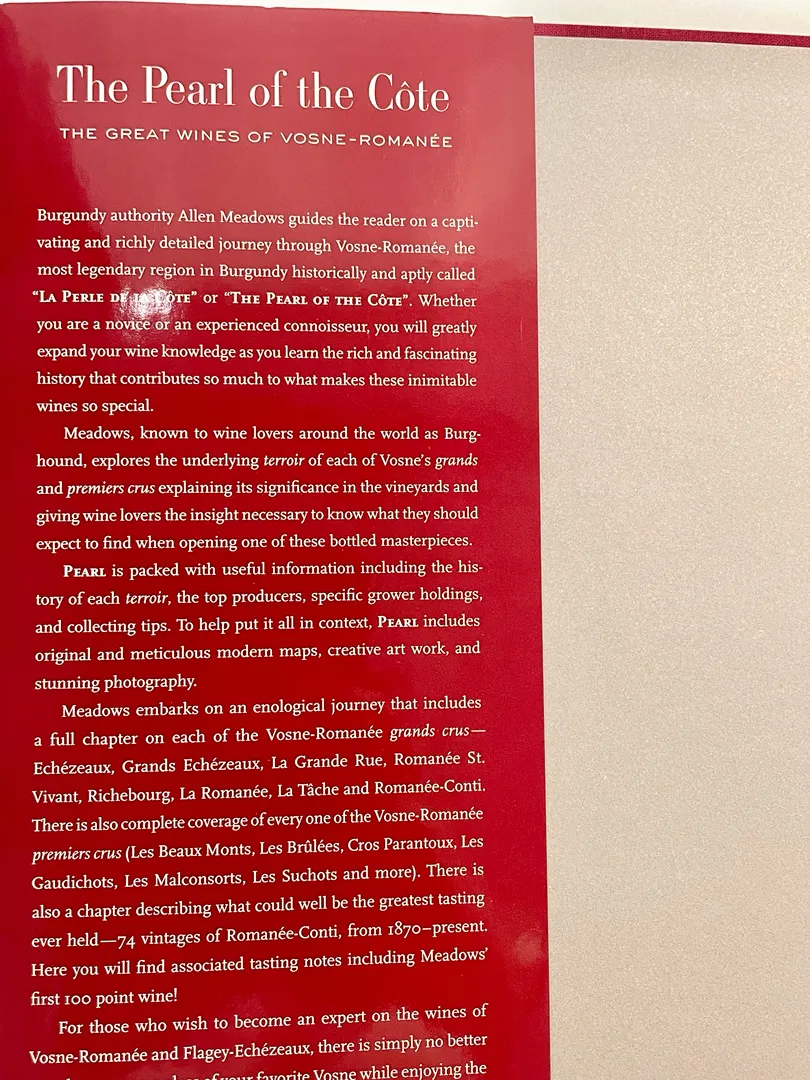 The Pearl of the Côte
THE GREAT WINES OF VOSNE-ROMANÉE
Burgundy authority Allen Meadows guides the reader on a capti-
vating and richly detailed journey through Vosne-Romanée, the
most legendary region in Burgundy historically and aptly called
“La Perle de la Côte” or “The Pearl of the Côte”. Whether
you are a novice or an experienced connoisseur, you will greatly
expand your wine knowledge as you learn the rich and fascinating
history that contributes so much to what makes these inimitable
wines so special.
Meadows, known to wine lovers around the world as Burg-
hound, explores the underlying terroir of each of Vosne’s grands
and premiers crus explaining its significance in the vineyards and
giving wine lovers the insight necessary to know what they should
expect to find when opening one of these bottled masterpieces.
Pearl is packed with useful information including the his-
tory of each terroir, the top producers, specific grower holdings,
and collecting tips. To help put it all in context, Pearl includes
original and meticulous modern maps, creative art work, and
stunning photography.
Meadows embarks on an enological journey that includes
a full chapter on each of the Vosne-Romanée grands crus—
Echézeaux, Grands Echézeaux, La Grande Rue, Romanée St.
Vivant, Richebourg, La Romanée, La Tâche and Romanée-Conti.
There is also complete coverage of every one of the Vosne-Romanée
premiers crus (Les Beaux Monts, Les Brûlées, Cros Parantoux, Les
Gaudichots, Les Malconsorts, Les Suchots and more). There is
also a chapter describing what could well be the greatest tasting
ever held—74 vintages of Romanée-Conti, from 1870–present.
Here you will find associated tasting notes including Meadows’
first 100 point wine!
For those who wish to become an expert on the wines of
Vosne-Romanée and Flagey-Echézeaux, there is simply no better
of your favorite Vosne while enjoying the